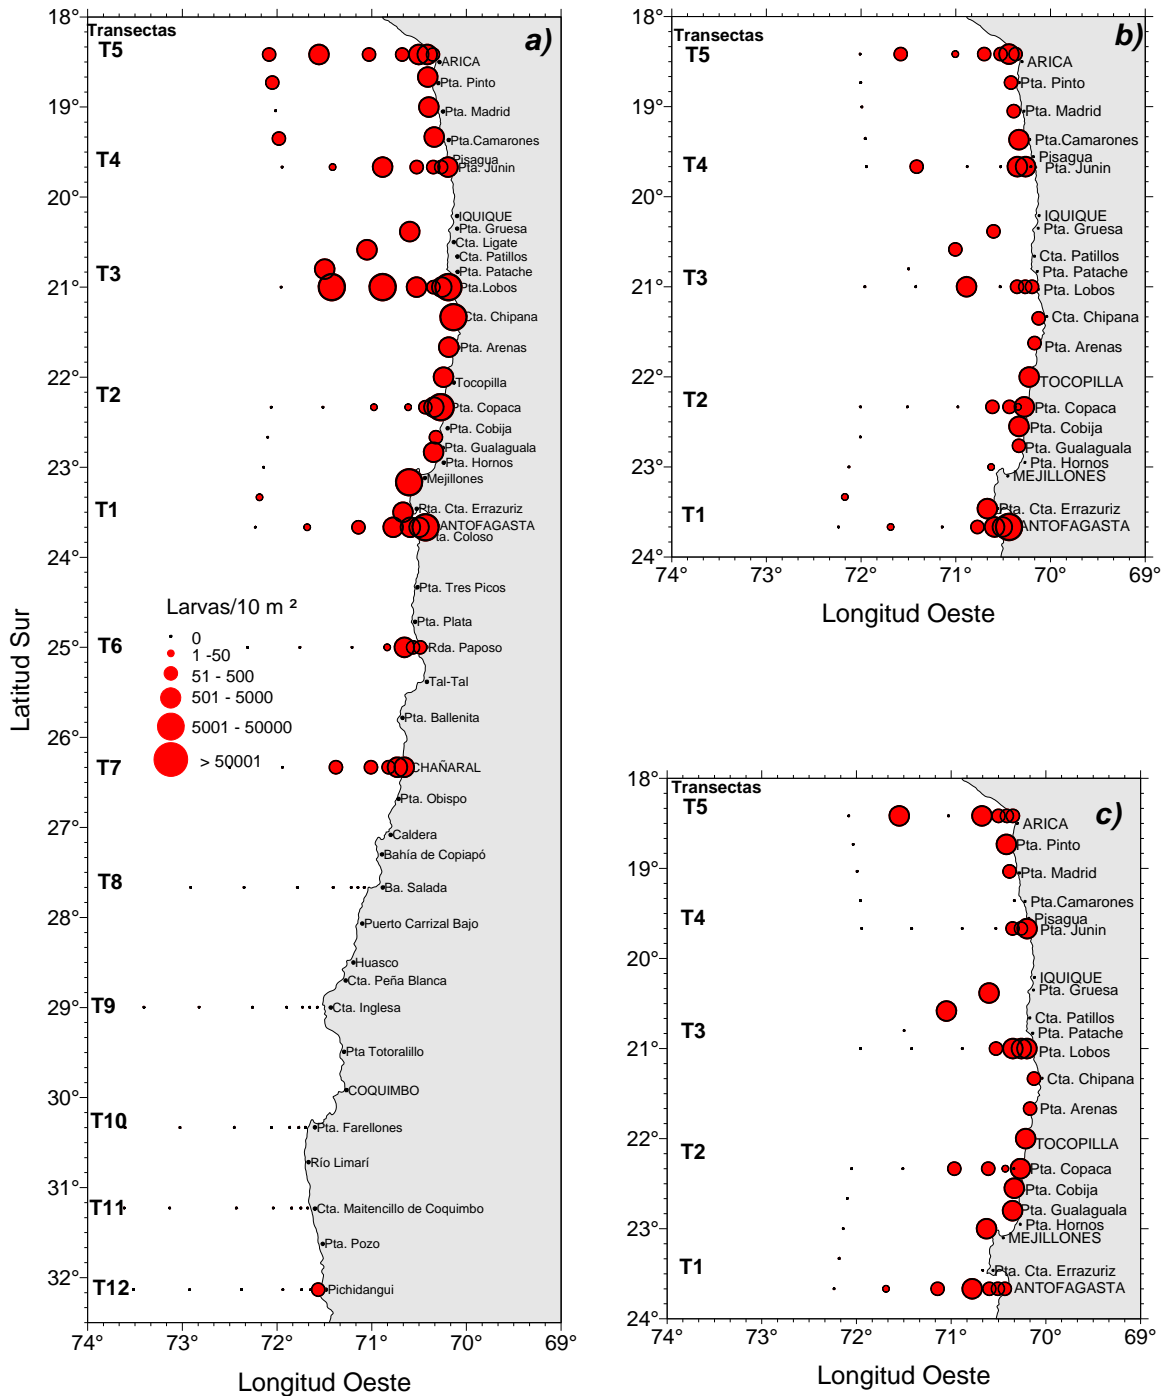 Transectas
a)
18°
19°
20°
21°
22°
23°
24°
25°
26°
27°
28°
29°
30°
31°
32°
T5
T4
T3
T2
T1
T6
T7
T8
T9
T10
T11
T12
ARICA
Pta. Pinto
Pta. Madrid
Pta.Camarones
Pisagua
Pta. Junin
IQUIQUE
Pta. Gruesa
Cta. Ligate
Cta. Patillos
Pta. Patache
Pta.Lobos
Cta. Chipana
Pta. Arenas
Tocopilla
Pta. Copaca
Pta. Cobija
Pta. Gualaguala
Pta. Hornos
Mejillones
Pta. Cta. Errazuriz
ANTOFAGASTA
ta. Coloso
Pta. Tres Picos
Pta. Plata
Rda. Paposo
Tal-Tal
Pta. Ballenita
CHAÑARAL
Pta. Obispo
Caldera
Bahía de Copiapó
Ba. Salada
Puerto Carrizal Bajo
Huasco
Cta. Peña Blanca
Cta. Inglesa
Pta Totoralillo
COQUIMBO
Pta. Farellones
Río Limarí
Cta. Maitencillo de Coquimbo
Pta. Pozo
Pichidangui
Larvas/10 m ²
0
1 -50
51 - 500
501 - 5000
5001 - 50000
> 50001
Latitud Sur
74° 73° 72° 71° 70° 69°
Longitud Oeste
Transectas
b)
18°
19°
20°
21°
22°
23°
24°
T5
T4
T3
T2
T1
ARICA
Pta. Pinto
Pta. Madrid
Pta.Camarones
Pisagua
Pta. Junin
IQUIQUE
Pta. Gruesa
Cta. Patillos
Pta. Patache
Pta. Lobos
Cta. Chipana
Pta. Arenas
TOCOPILLA
Pta. Copaca
Pta. Cobija
Pta. Gualaguala
Pta. Hornos
MEJILLONES
Pta. Cta. Errazuriz
ANTOFAGASTA
74° 73° 72° 71° 70° 69°
Longitud Oeste
Transectas
c)
18°
19°
20°
21°
22°
23°
24°
T5
T4
T3
T2
T1
ARICA
Pta. Pinto
Pta. Madrid
Pta.Camarones
Pisagua
Pta. Junin
IQUIQUE
Pta. Gruesa
Cta. Patillos
Pta. Patache
Pta. Lobos
Cta. Chipana
Pta. Arenas
TOCOPILLA
Pta. Copaca
Pta. Cobija
Pta. Gualaguala
Pta. Hornos
MEJILLONES
Pta. Cta. Errazuriz
ANTOFAGASTA
74° 73° 72° 71° 70° 69°
Longitud Oeste